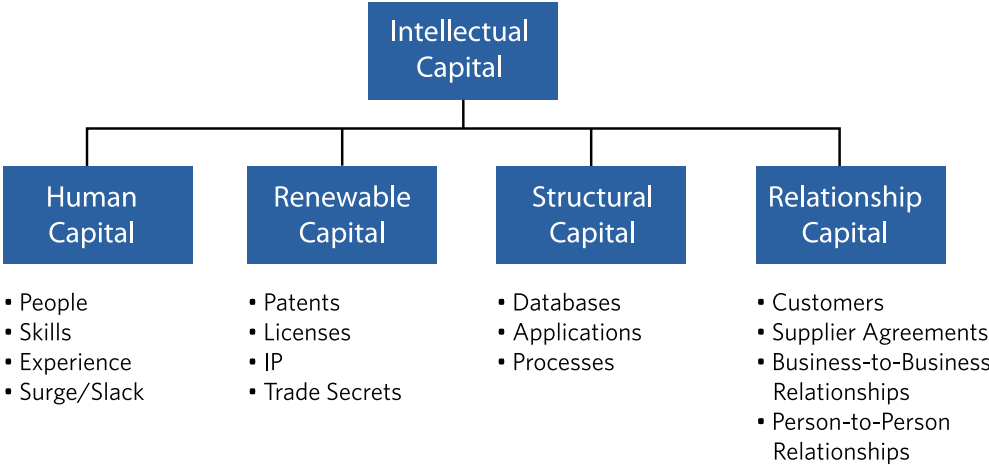 Intellectual
Capital
Human
Capital
Renewable
Capital
Structural
Capital
Relationship
Capital
• People
• Skills
• Experience
• Surge/Slack
• Patents
• Licenses
• IP
• Trade Secrets
• Databases
• Applications
• Processes
• Customers
• Supplier Agreements
• Business-to-Business
Relationships
• Person-to-Person
Relationships